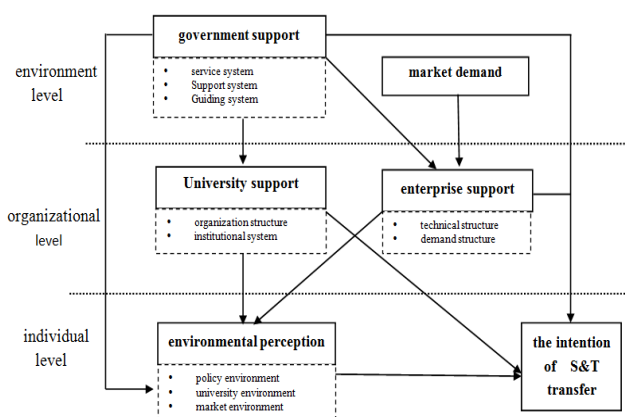 government support
environment
level
• service system
• Support system
• Guiding system
market demand
University support
enterprise support
organizational
level
• organization structure
• institutional system
• technical structure
• demand structure
individual
level
environmental perception
• policy environment
• university environment
• market environment
the intention
of S&T
transfer